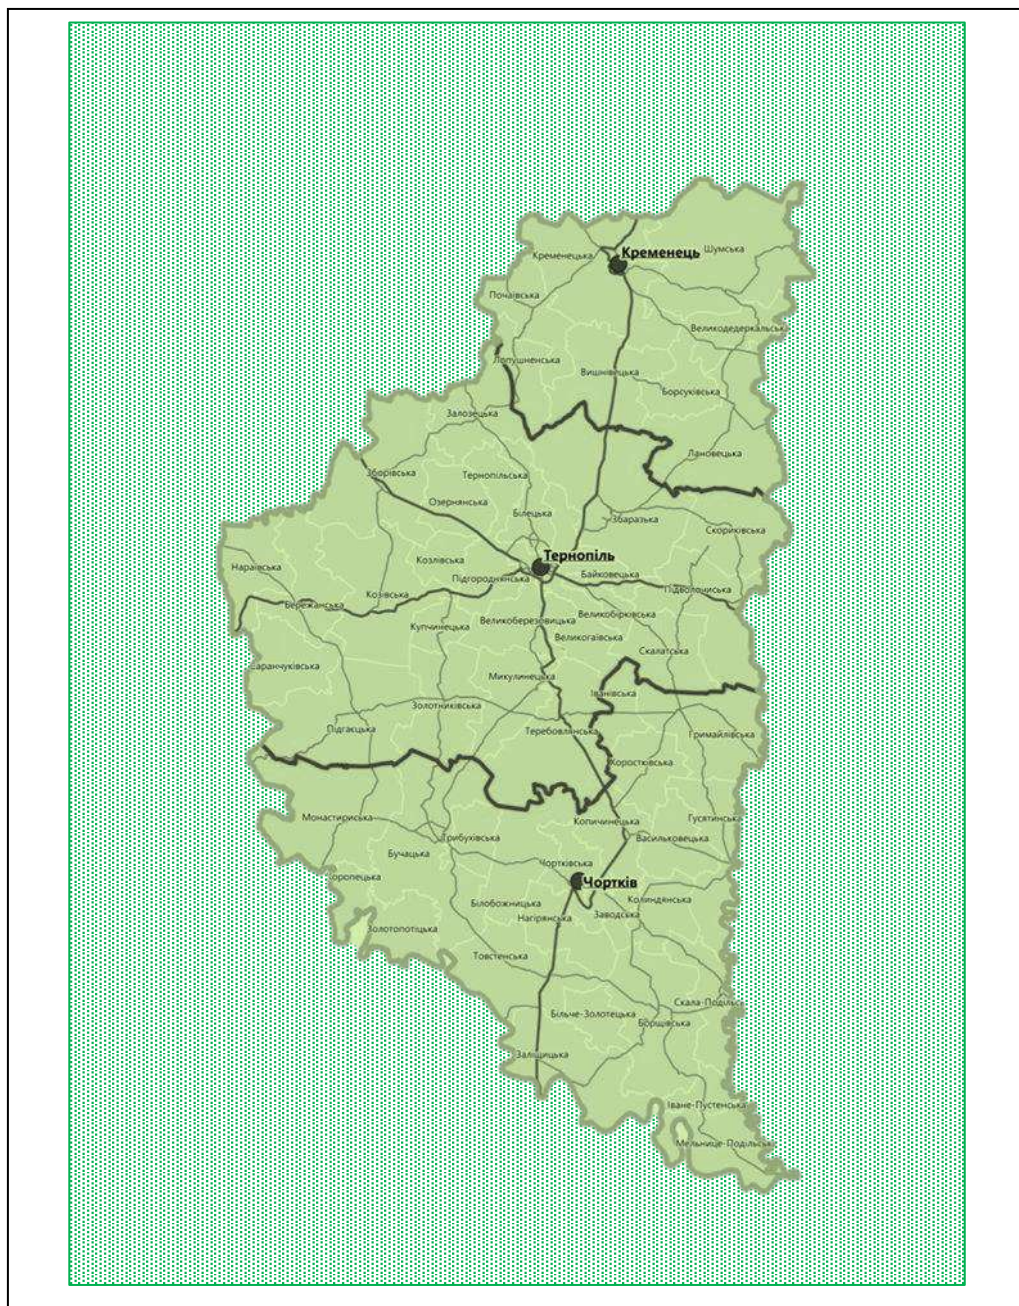 Шумська
Кременець
Кременецька
Почаївська
Великодедеркальська
Лопушненська
Вишнівецька
Борсуківська
Залозецька
Лановецька
Зборівська
Тернопільська
Озернянська
Білецька
Збаразька
Скориківська
Тернопіль
Козлівська
Нараївська
Підгороднянська
Байковецька
Підволочиська
Козівська
Бережанська
Великобірківська
Купчинецька
Великоберезовицька
Великогаївська
Скалатська
Саранчуківська
Микулинецька
Іванівська
Золотниківська
Підгаєцька
Теребовлянська
Гримайлівська
Хоростківська
Монастириська
Копичинецька
Гусятинська
Трибухівська
Васильковецька
Бучацька
Чортківська
Коропецька
Чортків
Білобожницька
Колиндянська
Нагірянська
Заводська
Золотопотіцька
Товстенська
Скала-Подільс
Більче-Золотецька
Борщівська
Заліщицька
Іване-Пустенська
Мельнице-Подільська